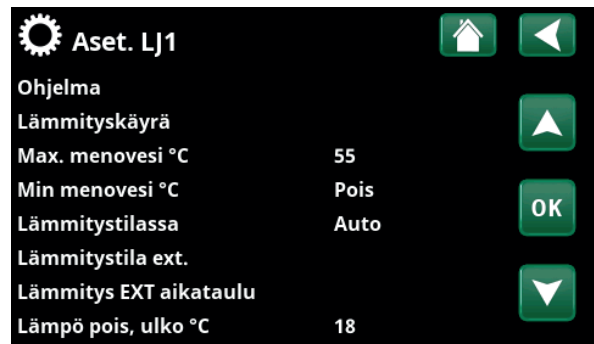 Aset. LJ1
Ohjelma
Lämmityskäyrä
Max. menovesi °C 55
Min menovesi °C Pois
Lämmitystilassa Auto
OK
Lämmitystila ext.
Lämmitys EXT aikataulu
Lämpö pois, ulko °C 18